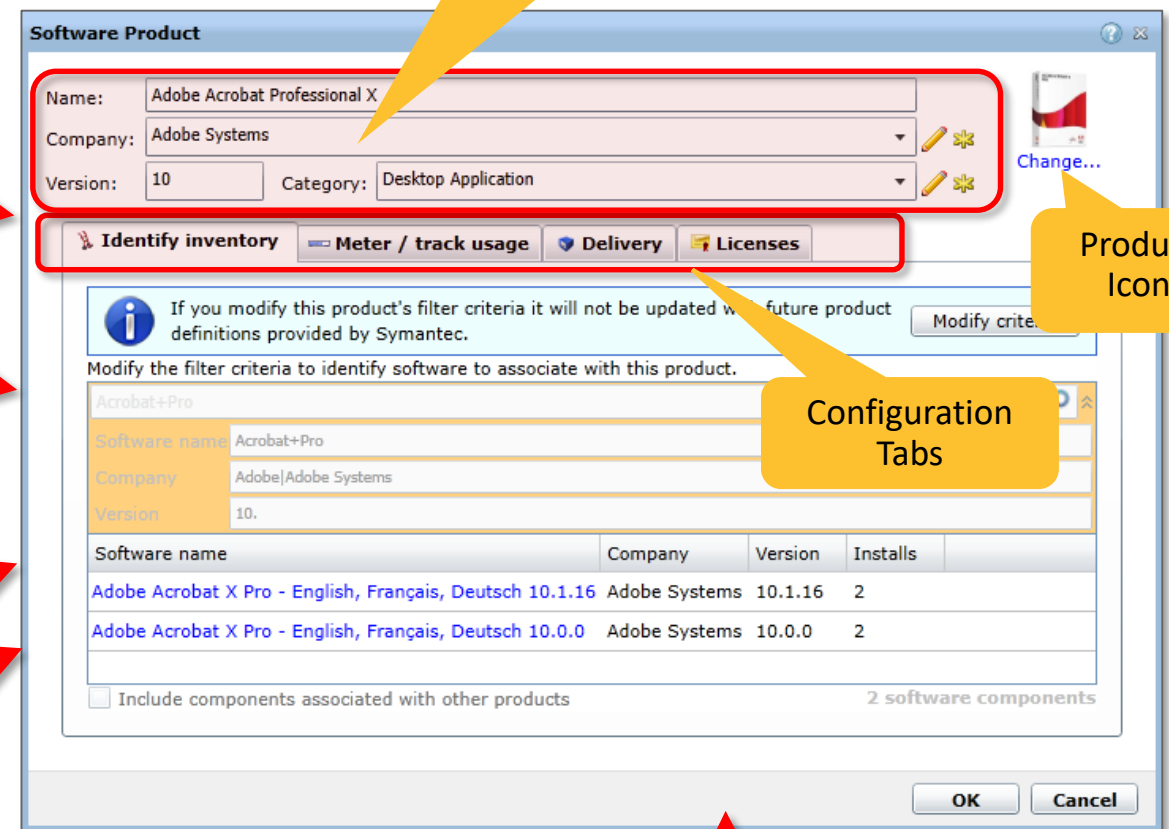 Software Product
Name: Adobe Acrobat Professional X
Company: Adobe Systems
Change...
Version: 10 Category: Desktop Application
Identify inventory Meter / track usage Delivery Licenses
Produ
Icon
If you modify this product's filter criteria it will not be updated w future product
definitions provided by Symantec.
Modify crite
Modify the filter criteria to identify software to associate with this product.
Acrobat+Pro
Software name Acrobat+Pro
Company Adobe|Adobe Systems
Version 10.
Configuration
Tabs
Software name Company Version Installs
Adobe Acrobat X Pro - English, Français, Deutsch 10.1.16 Adobe Systems 10.1.16 2
Adobe Acrobat X Pro - English, Français, Deutsch 10.0.0 Adobe Systems 10.0.0 2
Include components associated with other products 2 software components
OK Cancel